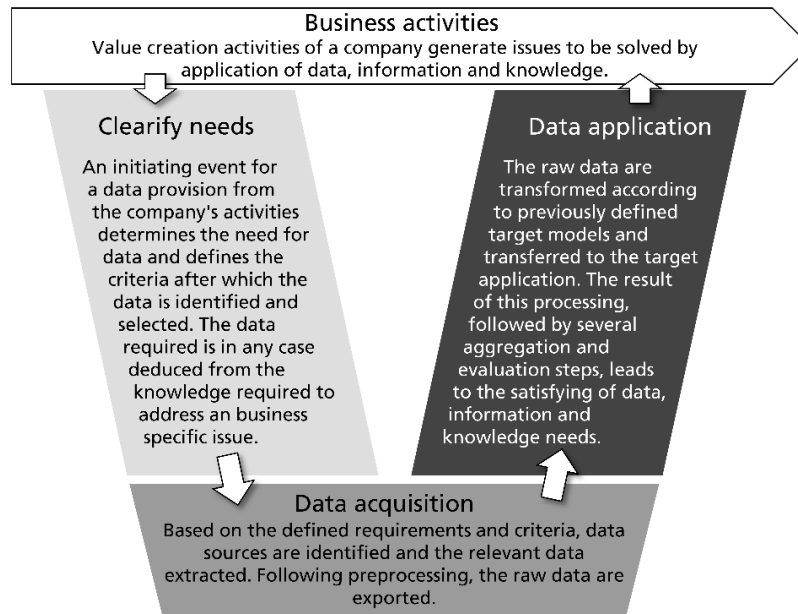 Business activities
Value creation activities of a company generate issues to be solved by
application of data, information and knowledge.
Clearify needs
An initiating event for
a data provision from
the company's activities
determines the need for
data and defines the
criteria after which the
data is identified and
selected. The data
required is in any case
deduced from the
knowledge required to
address an business
specific issue.
Data acquisition
Based on the defined requirements and criteria, data
sources are identified and the relevant data
extracted. Following preprocessing, the raw data are
exported.
Data application
The raw data are
transformed according
to previously defined
target models and
transferred to the target
application. The result
of this processing,
followed by several
aggregation and
evaluation steps, leads
to the satisfying of data,
information and
knowledge needs.